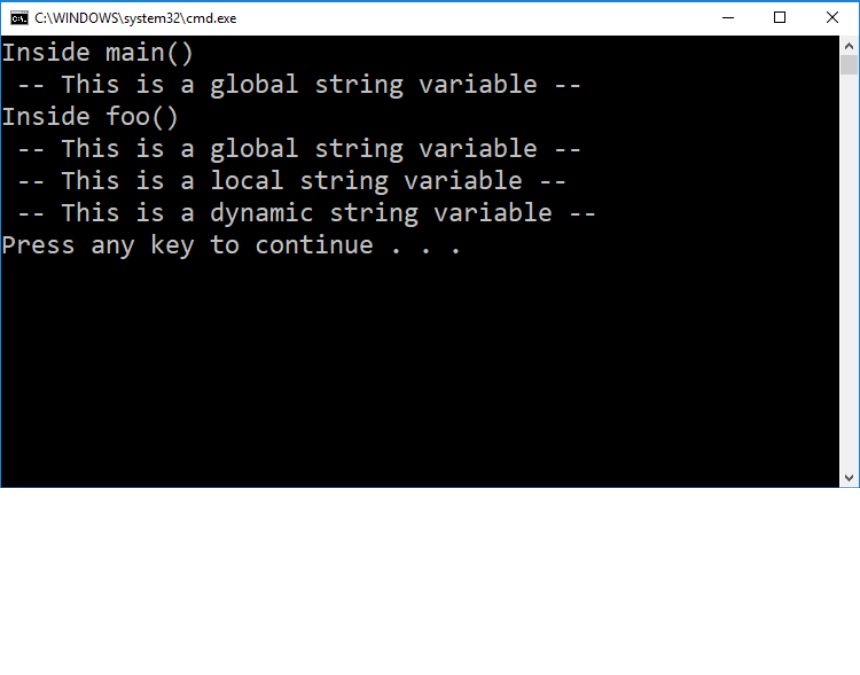 C:\WINDOWS\system32\cmd.exe
Inside main()
 -- This is a global string variable --
Inside foo()
 -- This is a global string variable --
 -- This is a local string variable --
 -- This is a dynamic string variable --
Press any key to continue . . .